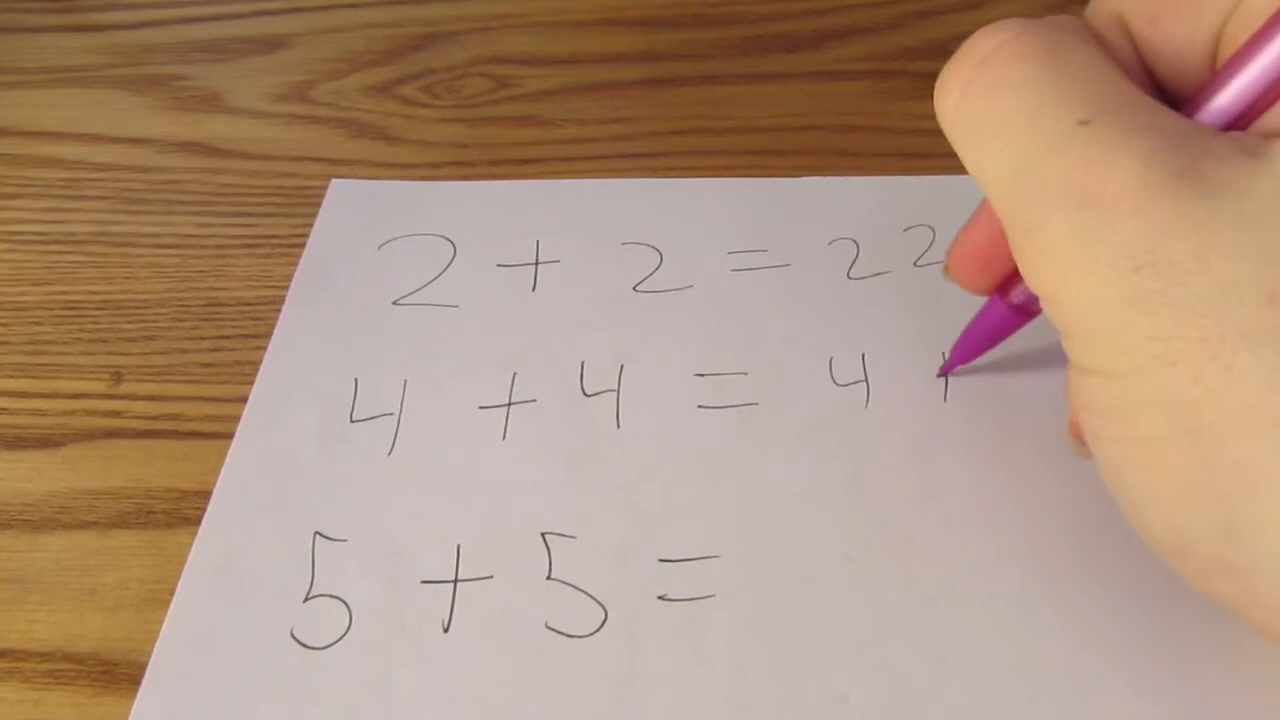 2 + 2 = 22
4 + 4 = 4 +
5 + 5 =